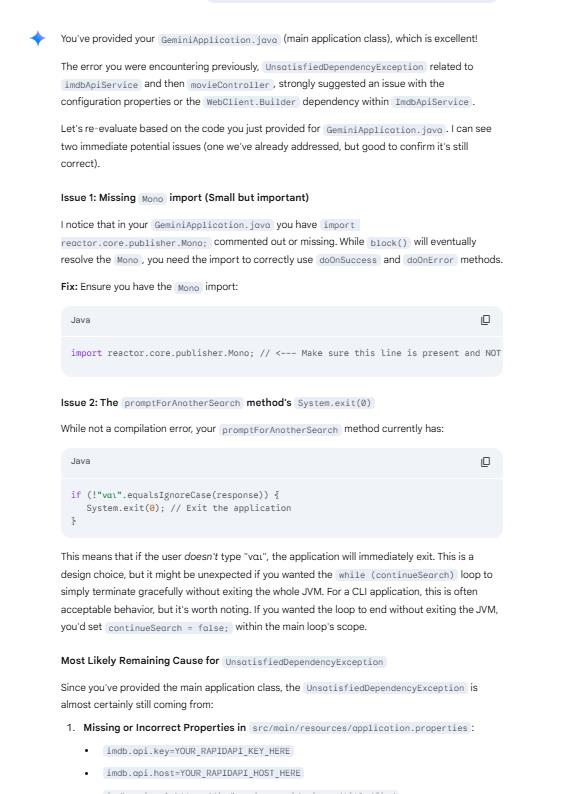 You've provided your GeminiApplication.java (main application class), which is excellent!
The error you were encountering previously, UnsatisfiedDependencyException related to
imdbApiService and then movieController, strongly suggested an issue with the
configuration properties or the WebClient.Builder dependency within ImdbApiService.
Let's re-evaluate based on the code you just provided for GeminiApplication.java. I can see
two immediate potential issues (one we've already addressed, but good to confirm it's still
correct).
Issue 1: Missing Mono import (Small but important)
I notice that in your GeminiApplication.java you have import
reactor.core.publisher.Mono; commented out or missing. While block() will eventually
resolve the Mono, you need the import to correctly use doOnSuccess and doOnError methods.
Fix: Ensure you have the Mono import:
Java
import reactor.core.publisher.Mono; // <--- Make sure this line is present and NOT
Issue 2: The promptForAnotherSearch method's System.exit(0)
While not a compilation error, your promptForAnotherSearch method currently has:
Java
if (!"ναι".equalsIgnoreCase(response)) {
System.exit(0); // Exit the application
}
This means that if the user doesn't type "ναι", the application will immediately exit. This is a
design choice, but it might be unexpected if you wanted the while (continueSearch) loop to
simply terminate gracefully without exiting the whole JVM. For a CLI application, this is often
acceptable behavior, but it's worth noting. If you wanted the loop to end without exiting the JVM,
you'd set continueSearch = false; within the main loop's scope.
Most Likely Remaining Cause for UnsatisfiedDependencyException
Since you've provided the main application class, the UnsatisfiedDependencyException is
almost certainly still coming from:
1. Missing or Incorrect Properties in src/main/resources/application.properties:
• imdb.api.key=YOUR_RAPIDAPI_KEY_HERE
• imdb.api.host=YOUR_RAPIDAPI_HOST_HERE